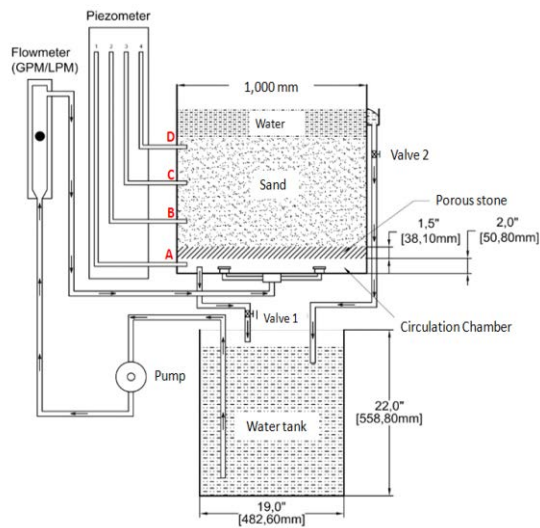 Piezometer
Flowmeter
(GPM/LPM)
1 2 3 4
1,000 mm
Water
D
Valve 2
C
Sand
Porous stone
B
1,5"
[38,10mm]
2,0"
[50,80mm]
A
Valve 1
Circulation Chamber
Pump
22,0"
[558,80mm]
Water tank
19,0"
[482,60mm]